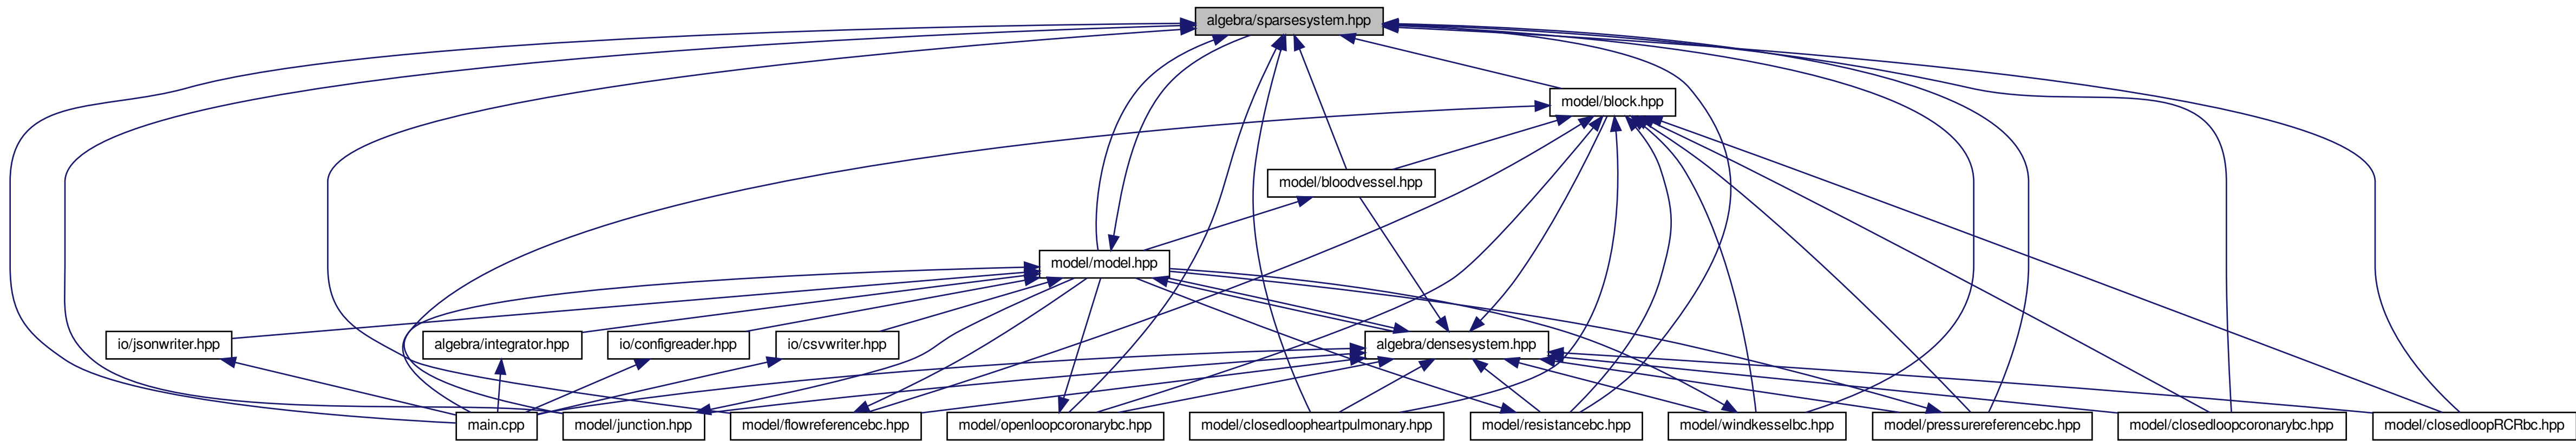 algebra/sparsesystem.hpp
model/block.hpp
model/bloodvessel.hpp
model/model.hpp
io/jsonwriter.hpp
algebra/integrator.hpp
io/configreader.hpp
io/csvwriter.hpp
algebra/densesystem.hpp
main.cpp
model/junction.hpp
model/flowreferencebc.hpp
model/openloopcoronarybc.hpp
model/closedloopheartpulmonary.hpp
model/resistancebc.hpp
model/windkesselbc.hpp
model/pressurereferencebc.hpp
model/closedloopcoronarybc.hpp
model/closedloopRCRbc.hpp